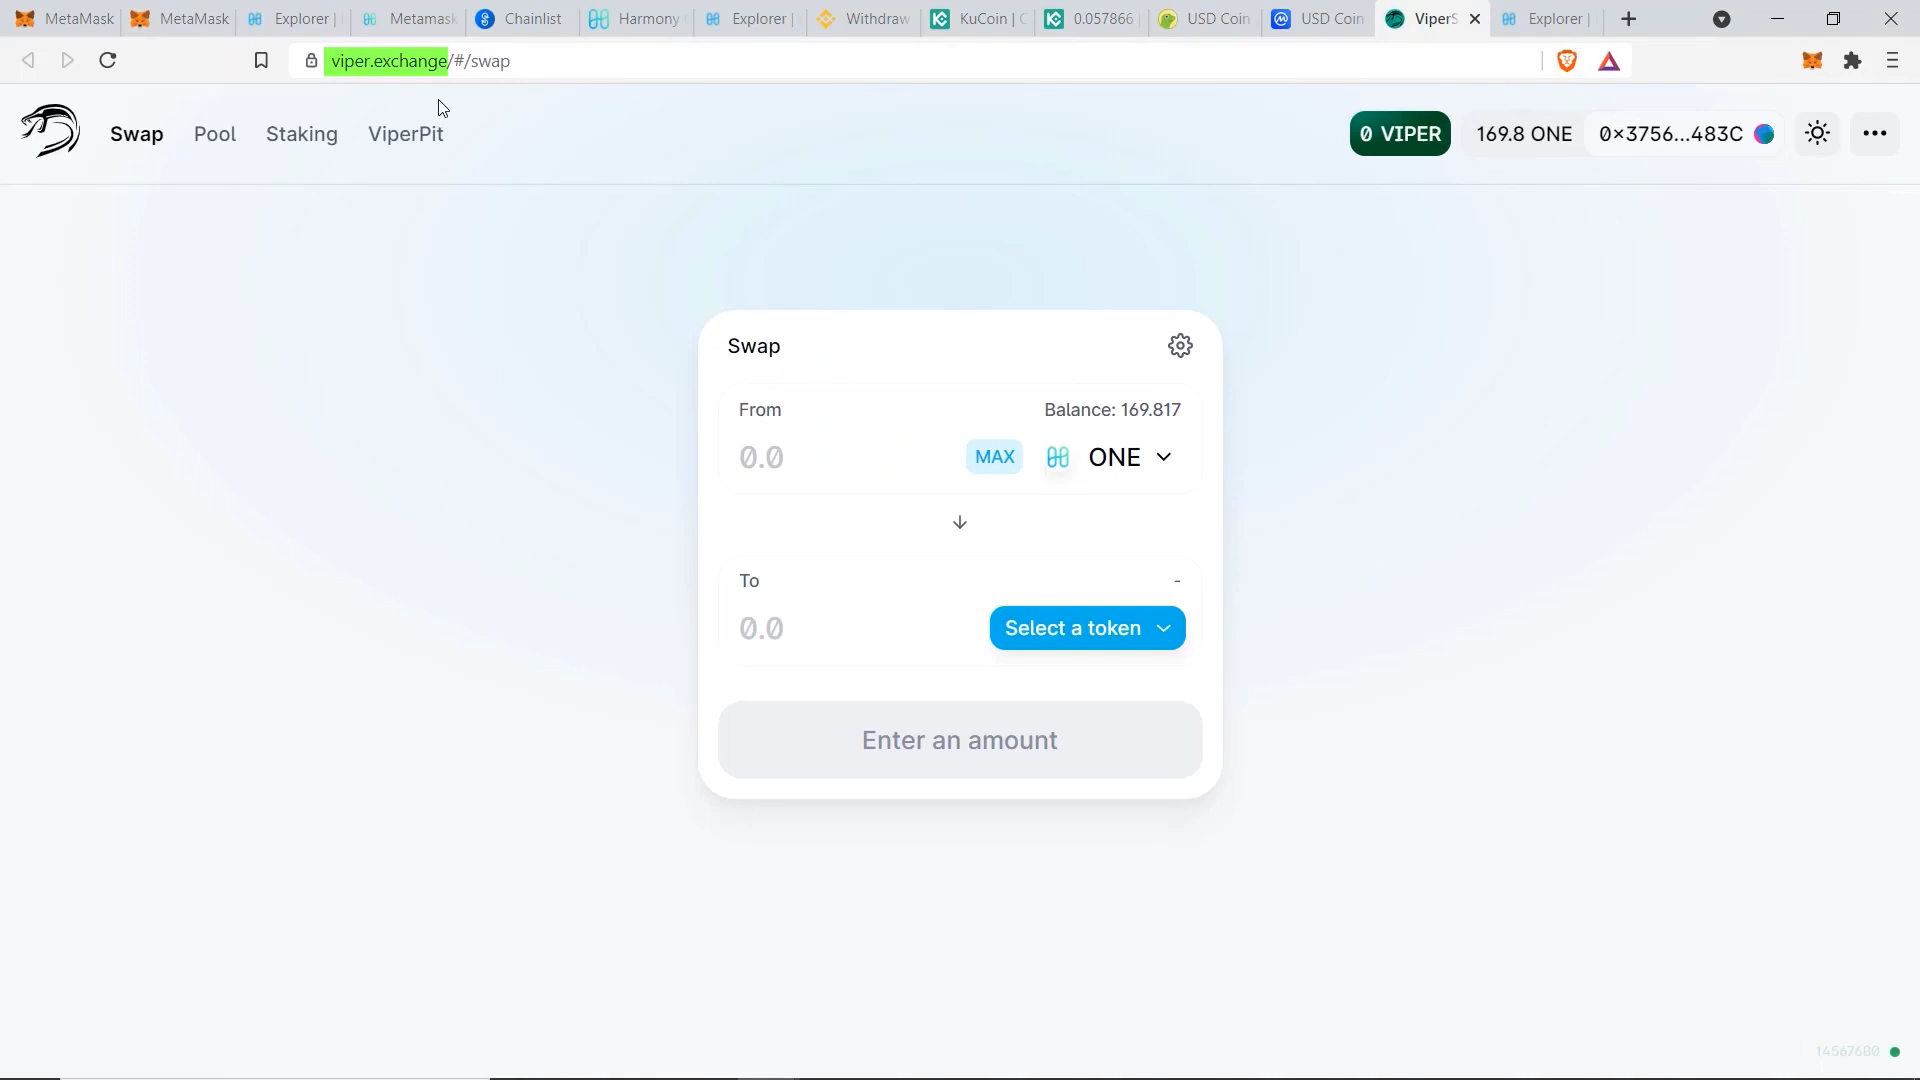 MetaMask
MetaMask
Explorer |
Metamask
Chainlist
Harmony
Explorer |
Withdraw
KuCoin | C
0.057866
USD Coin
USD Coin
ViperS
Explorer |
viper.exchange/#/swap
Swap
Pool
Staking
ViperPit
0 VIPER
169.8 ONE
0×3756...483C
Swap
From
Balance: 169.817
0.0
MAX
ONE
To
-
0.0
Select a token
Enter an amount
14567680